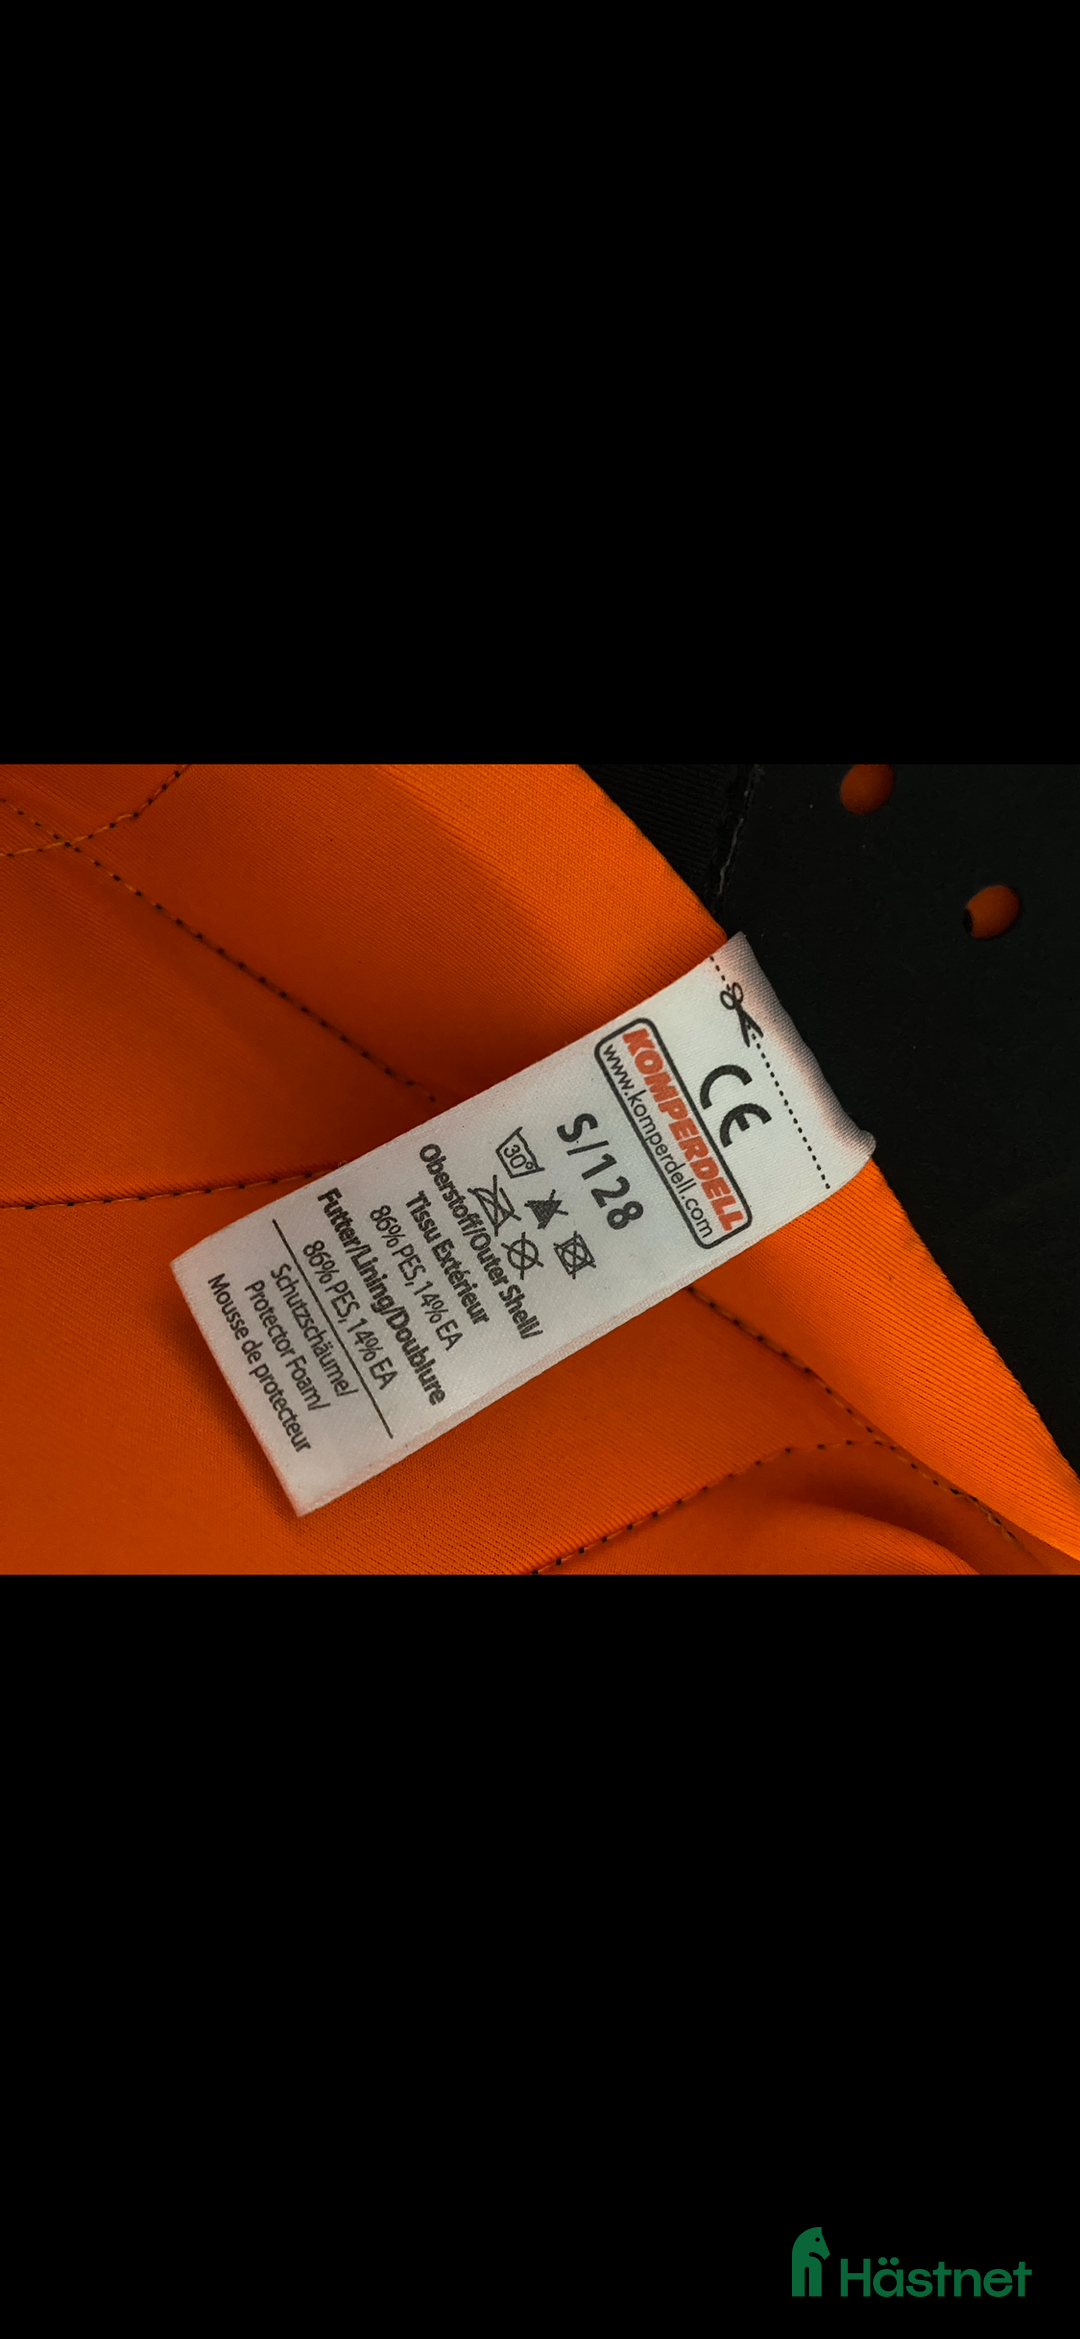 CE
KOMPERDELL
www.komperdell.com
S/128
30°
Oberstoff/Outer Shell/
Tissu Extérieur
86% PES, 14% EA
Futter/Lining/Doublure
86% PES, 14% EA
Schutzschäume/
Protector Foam/
Mousse de protecteur
Hästnet